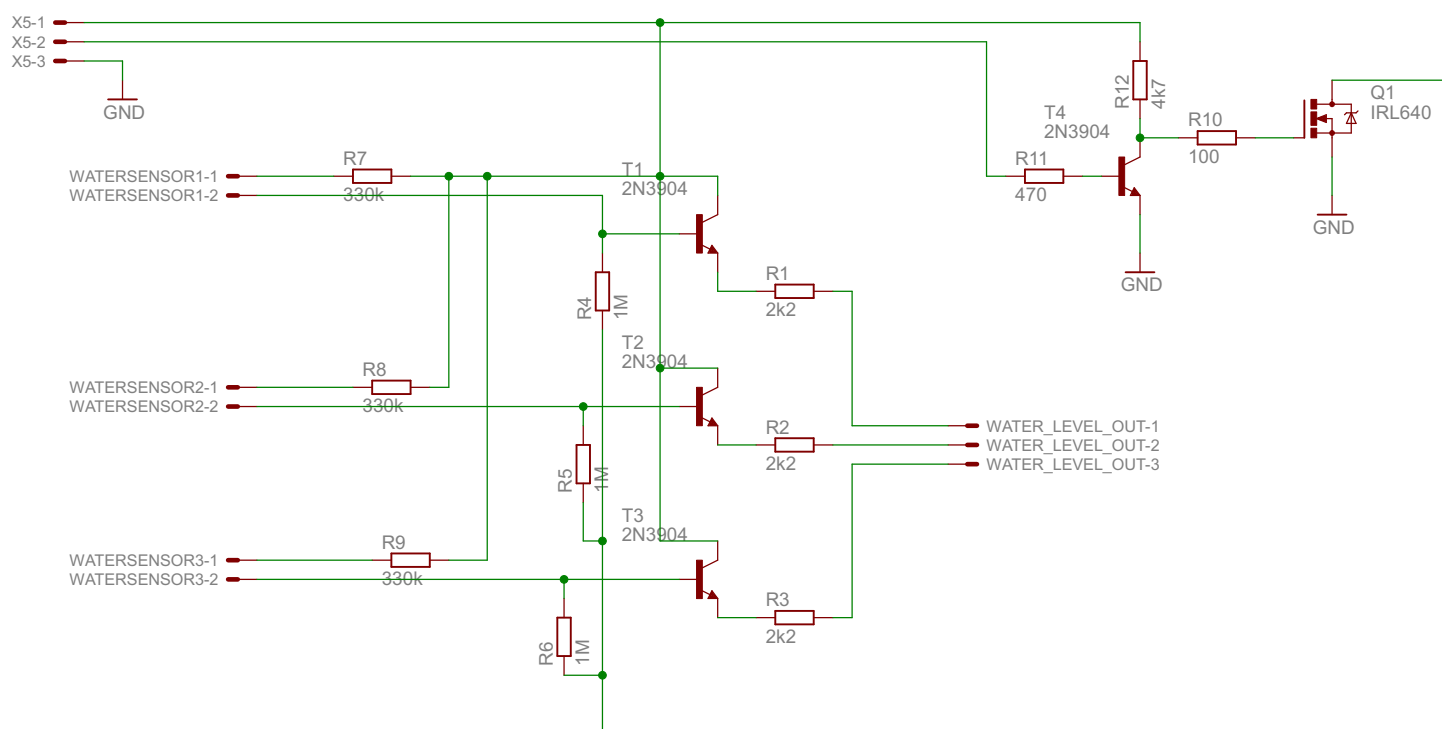 X5-1
X5-2
X5-3
GND
R12
4k7
Q1
IRL640
T4
2N3904
R10
100
R11
470
GND
GND
WATERSENSOR1-1
WATERSENSOR1-2
R7
330k
T1
2N3904
R4
1M
R1
2k2
WATERSENSOR2-1
WATERSENSOR2-2
R8
330k
T2
2N3904
R5
1M
R2
2k2
WATER_LEVEL_OUT-1
WATER_LEVEL_OUT-2
WATER_LEVEL_OUT-3
WATERSENSOR3-1
WATERSENSOR3-2
R9
330k
T3
2N3904
R6
1M
R3
2k2